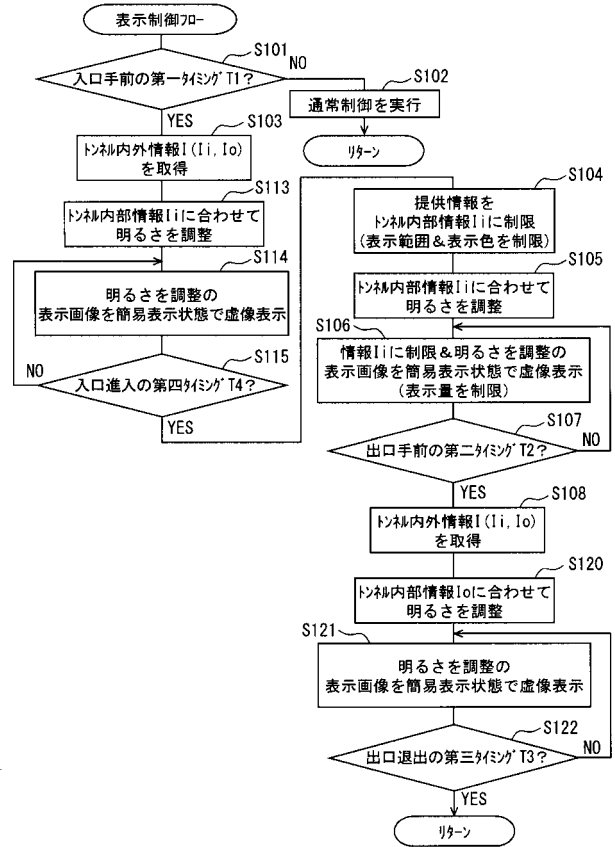 表示制御フロー
S101
入口手前の第一タイミングT1?
NO
S102
通常制御を実行
リターン
YES
S103
トンネル内外情報I(Ii,Io)
を取得
S113
トンネル内部情報Iiに合わせて
明るさを調整
S114
明るさを調整の
表示画像を簡易表示状態で虚像表示
S115
NO
入口進入の第四タイミングT4?
YES
S104
提供情報を
トンネル内部情報Iiに制限
(表示範囲&表示色を制限)
S105
トンネル内部情報Iiに合わせて
明るさを調整
S106
情報Iiに制限&明るさを調整の
表示画像を簡易表示状態で虚像表示
(表示量を制限)
S107
出口手前の第二タイミングT2?
NO
YES
S108
トンネル内外情報I(Ii,Io)
を取得
S120
トンネル内部情報Ioに合わせて
明るさを調整
S121
明るさを調整の
表示画像を簡易表示状態で虚像表示
S122
出口退出の第三タイミングT3?
NO
YES
リターン